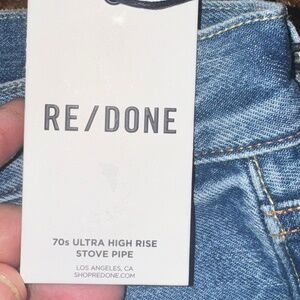 RE/DONE
70s ULTRA HIGH RISE
STOVE PIPE
LOS ANGELES, CA
SHOPREDONE.COM